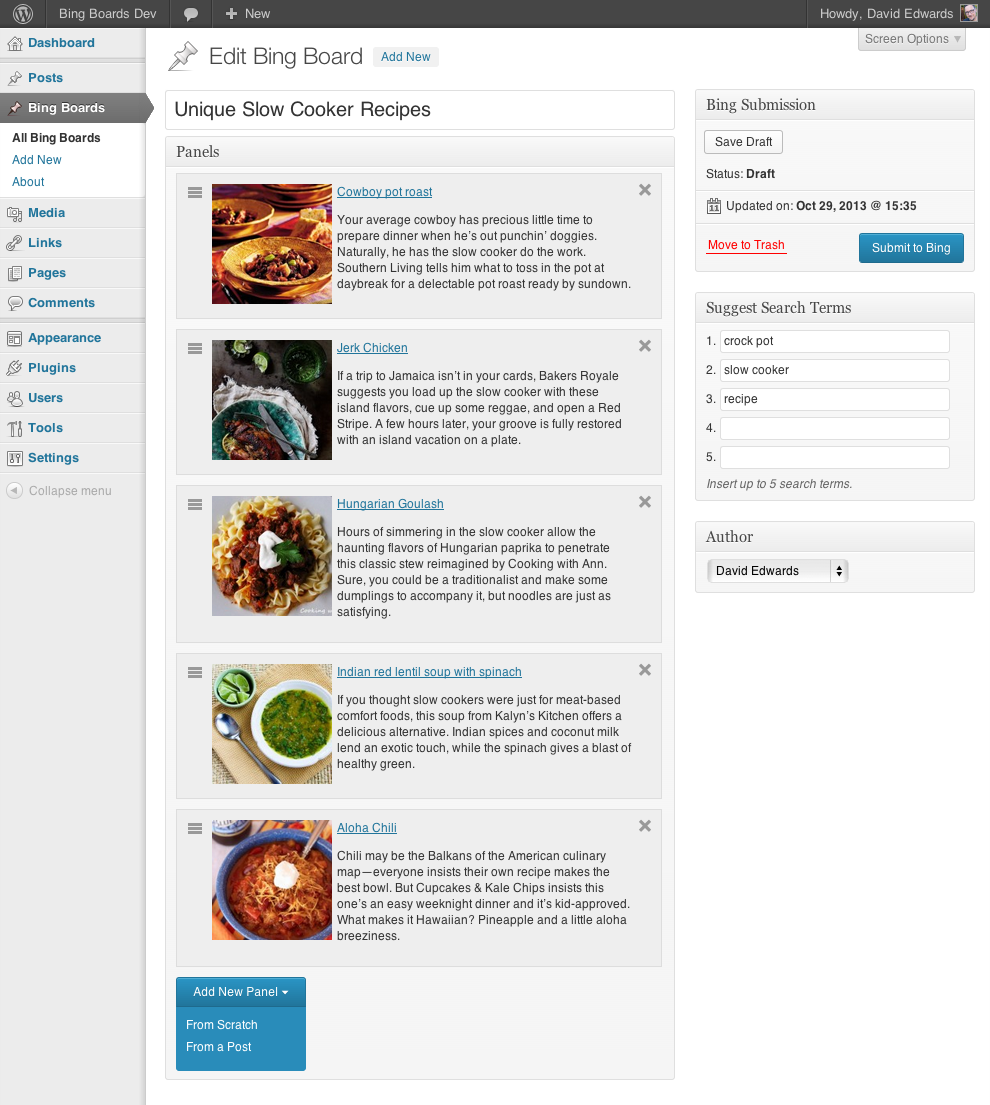 Bing Boards Dev
New
Howdy, David Edwards
Screen Options
Dashboard
Posts
Bing Boards
All Bing Boards
Add New
About
Media
Links
Pages
Comments
Appearance
Plugins
Users
Tools
Settings
Collapse menu
Edit Bing Board
Add New
Unique Slow Cooker Recipes
Panels
Cowboy pot roast
Your average cowboy has precious little time to
prepare dinner when he’s out punchin’ doggies.
Naturally, he has the slow cooker do the work.
Southern Living tells him what to toss in the pot at
daybreak for a delectable pot roast ready by sundown.
Jerk Chicken
If a trip to Jamaica isn’t in your cards, Bakers Royale
suggests you load up the slow cooker with these
island flavors, cue up some reggae, and open a Red
Stripe. A few hours later, your groove is fully restored
with an island vacation on a plate.
Hungarian Goulash
Hours of simmering in the slow cooker allow the
haunting flavors of Hungarian paprika to penetrate
this classic stew reimagined by Cooking with Ann.
Sure, you could be a traditionalist and make some
dumplings to accompany it, but noodles are just as
satisfying.
Cooking
Indian red lentil soup with spinach
If you thought slow cookers were just for meat-based
comfort foods, this soup from Kalyn’s Kitchen offers a
delicious alternative. Indian spices and coconut milk
lend an exotic touch, while the spinach gives a blast of
healthy green.
Aloha Chili
Chili may be the Balkans of the American culinary
map—everyone insists their own recipe makes the
best bowl. But Cupcakes & Kale Chips insists this
one’s an easy weeknight dinner and it’s kid-approved.
What makes it Hawaiian? Pineapple and a little aloha
breeziness.
Add New Panel
From Scratch
From a Post
Bing Submission
Save Draft
Status: Draft
Updated on: Oct 29, 2013 @ 15:35
Move to Trash
Submit to Bing
Suggest Search Terms
1. crock pot
2. slow cooker
3. recipe
4.
5.
Insert up to 5 search terms.
Author
David Edwards